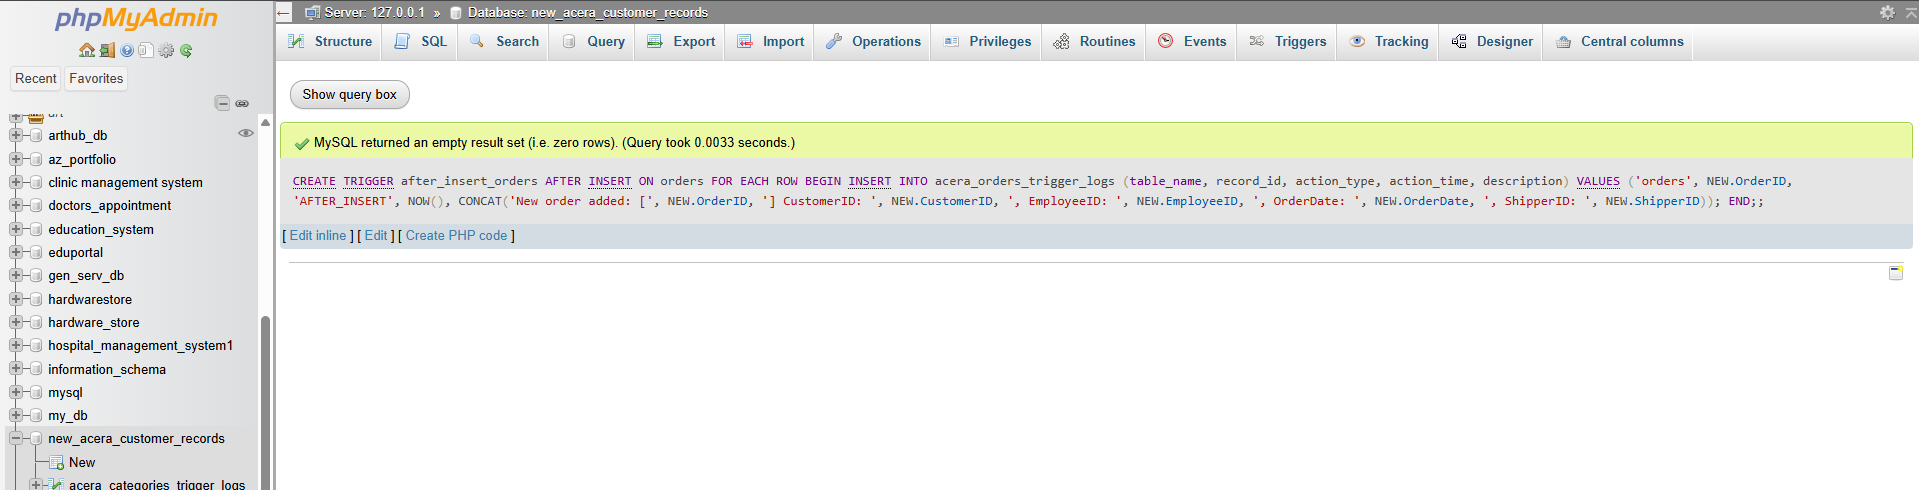 phpMyAdmin
Server: 127.0.0.1 » Database: new_acera_customer_records
Structure SQL Search Query Export Import Operations Privileges Routines Events Triggers Tracking Designer Central columns
Recent Favorites
art
arthub_db
az_portfolio
clinic management system
doctors_appointment
education_system
eduportal
gen_serv_db
hardwarestore
hardware_store
hospital_management_system1
information_schema
mysql
my_db
new_acera_customer_records
New
acera_categories_trigger_logs
Show query box
MySQL returned an empty result set (i.e. zero rows). (Query took 0.0033 seconds.)
CREATE TRIGGER after_insert_orders AFTER INSERT ON orders FOR EACH ROW BEGIN INSERT INTO acera_orders_trigger_logs (table_name, record_id, action_type, action_time, description) VALUES ('orders', NEW.OrderID,
'AFTER_INSERT', NOW(), CONCAT('New order added: [', NEW.OrderID, '] CustomerID: ', NEW.CustomerID, ', EmployeeID: ', NEW.EmployeeID, ', OrderDate: ', NEW.OrderDate, ', ShipperID: ', NEW.ShipperID)); END;;
[ Edit inline ] [ Edit ] [ Create PHP code ]